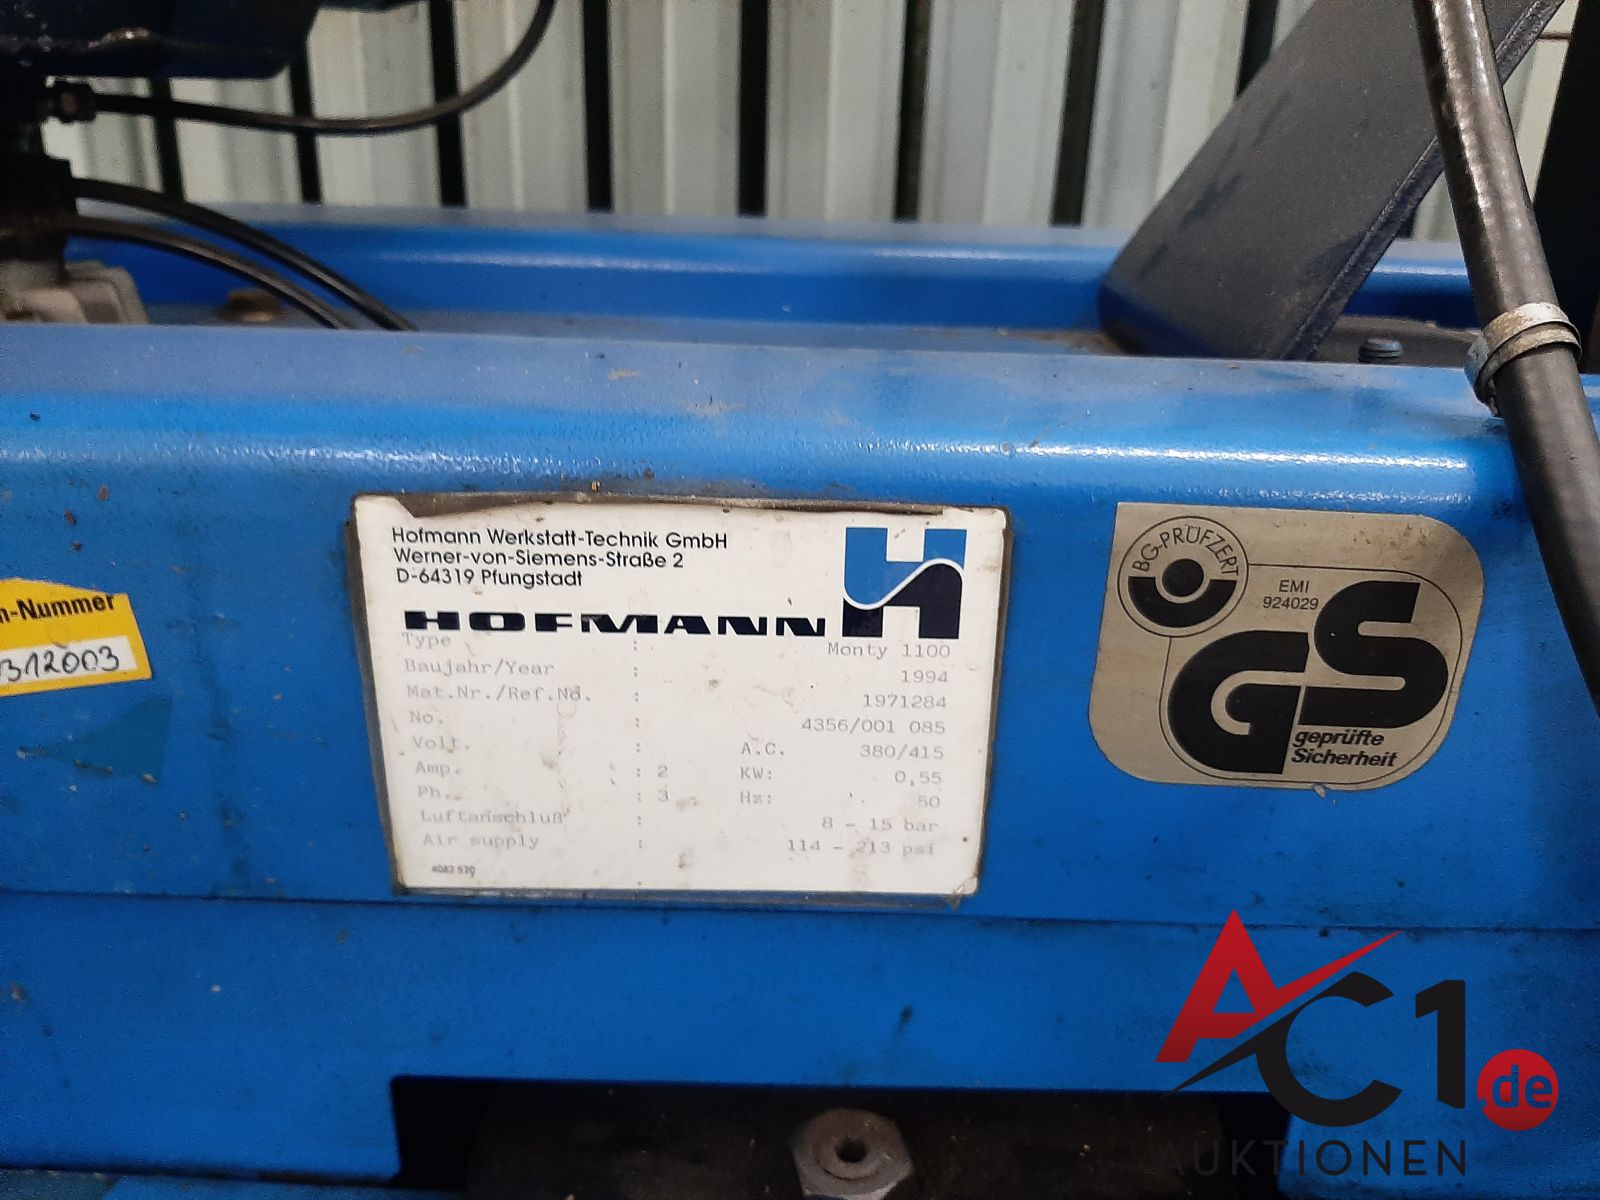 Hofmann Werkstatt-Technik GmbH
Werner-von-Siemens-Straße 2
D-64319 Pfungstadt
HOFMANN
Type : Monty 1100
Baujahr/Year : 1994
Mat.Nr./Ref.No. : 1971284
No. : 4356/001 085
Volt. : A.C. 380/415
Amp. : 2 KW: 0,55
Ph. : 3 Hz: 50
Luftanschluß : 8 - 15 bar
Air supply : 114 - 213 psi
n-Nummer
312003
BG-PRÜFZERT
EMI
924029
GS
geprüfte
Sicherheit
AC1.de
AUKTIONEN